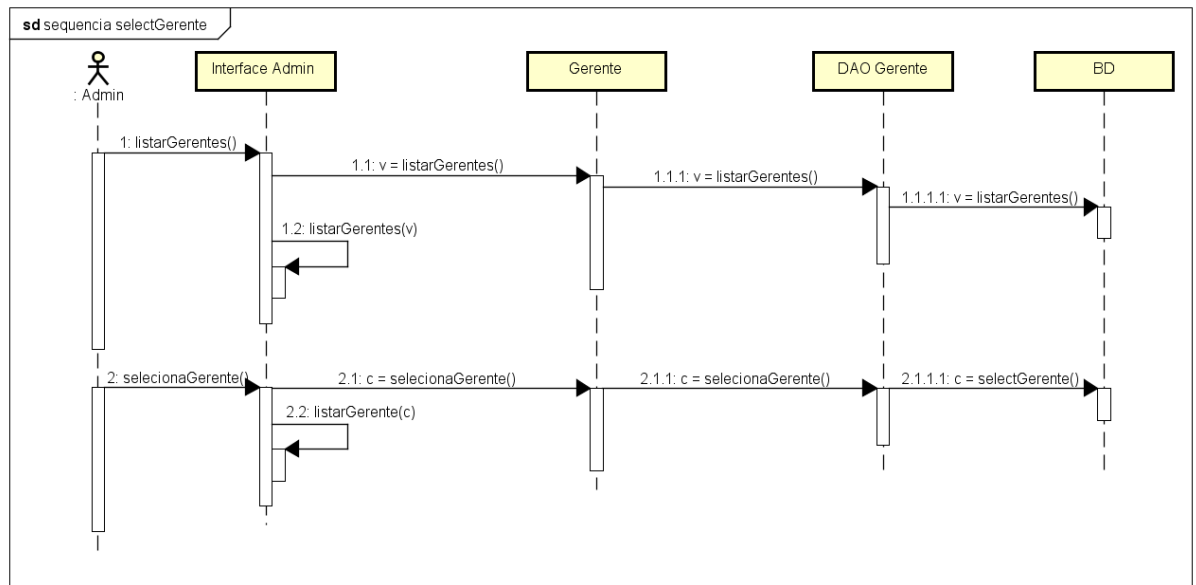 sd sequencia selectGerente
: Admin
Interface Admin
Gerente
DAO Gerente
BD
1: listarGerentes()
1.1: v = listarGerentes()
1.1.1: v = listarGerentes()
1.1.1.1: v = listarGerentes()
1.2: listarGerentes(v)
2: selecionaGerente()
2.1: c = selecionaGerente()
2.1.1: c = selecionaGerente()
2.1.1.1: c = selectGerente()
2.2: listarGerente(c)